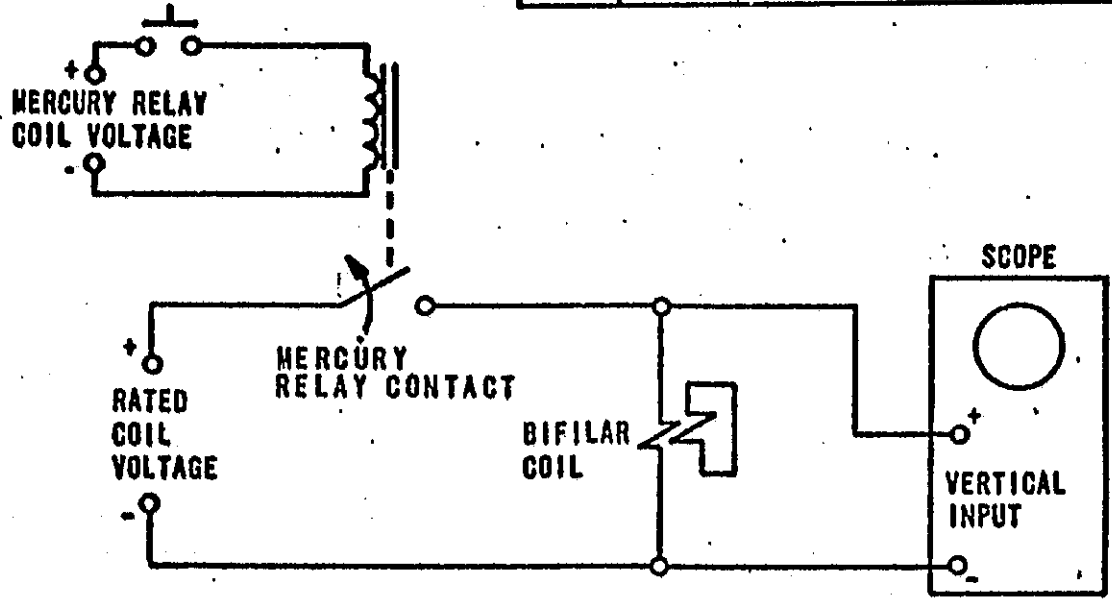 +
MERCURY RELAY
COIL VOLTAGE
-
SCOPE
+
MERCURY
RELAY CONTACT
RATED
COIL
VOLTAGE
-
BIFILAR
COIL
+
VERTICAL
INPUT
-